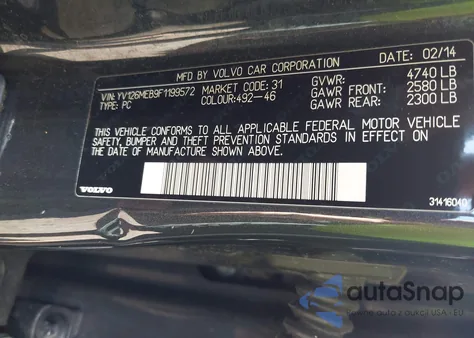 MFD BY VOLVO CAR CORPORATION 02/14
VIN: YV126MEB9F1199572 MARKET CODE: 31 GVWR: 4740 LB
TYPE: PC COLOUR:492-46 GAWR FRONT: 2580 LB
GAWR REAR: 2300 LB
THIS VEHICLE CONFORMS TO ALL APPLICABLE FEDERAL MOTOR VEHICLE
SAFETY, BUMPER AND THEFT PREVENTION STANDARDS IN EFFECT ON
THE DATE OF MANUFACTURE SHOWN ABOVE.
VOLVO
31416040
autoSnap